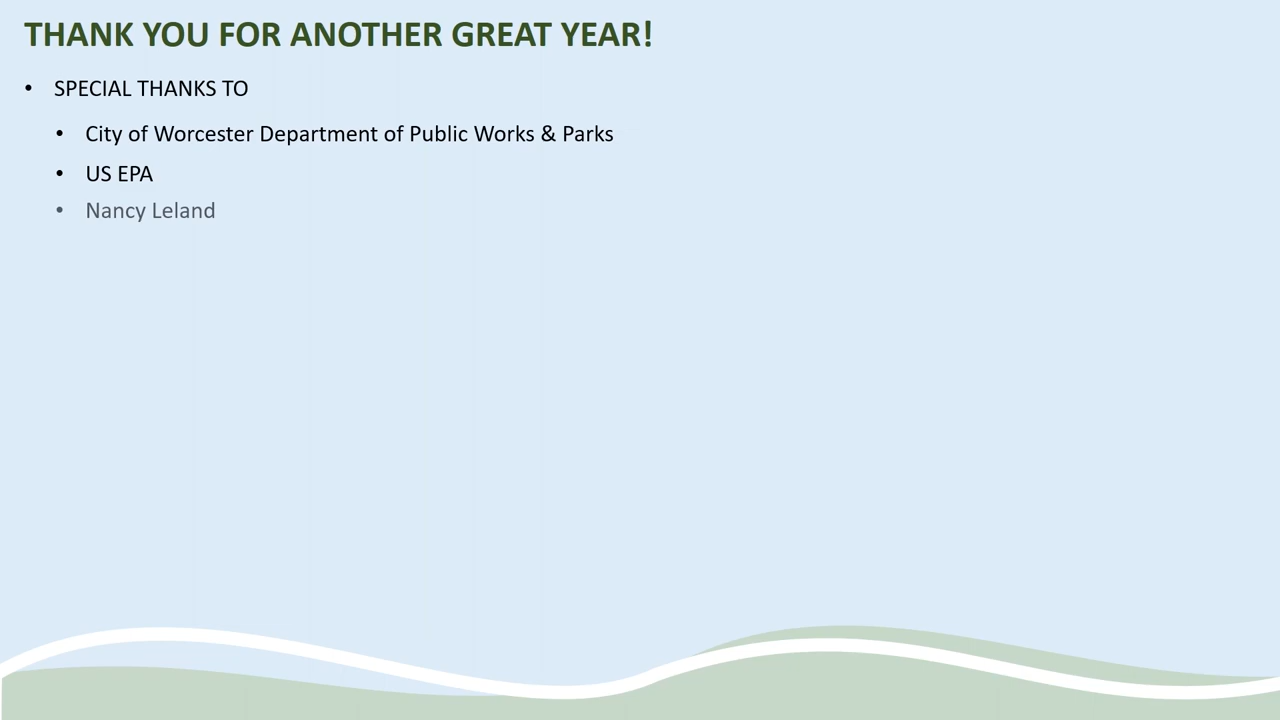 THANK YOU FOR ANOTHER GREAT YEAR!
• SPECIAL THANKS TO
• City of Worcester Department of Public Works & Parks
• US EPA
• Nancy Leland